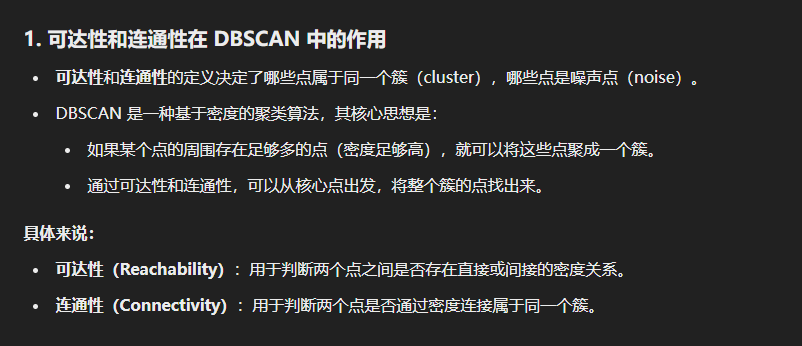 1. 可达性和连通性在 DBSCAN 中的作用
• 可达性和连通性的定义决定了哪些点属于同一个簇（cluster），哪些点是噪声点（noise）。
• DBSCAN 是一种基于密度的聚类算法，其核心思想是：
• 如果某个点的周围存在足够多的点（密度足够高），就可以将这些点聚成一个簇。
• 通过可达性和连通性，可以从核心点出发，将整个簇的点找出来。
具体来说：
• 可达性（Reachability）：用于判断两个点之间是否存在直接或间接的密度关系。
• 连通性（Connectivity）：用于判断两个点是否通过密度连接属于同一个簇。